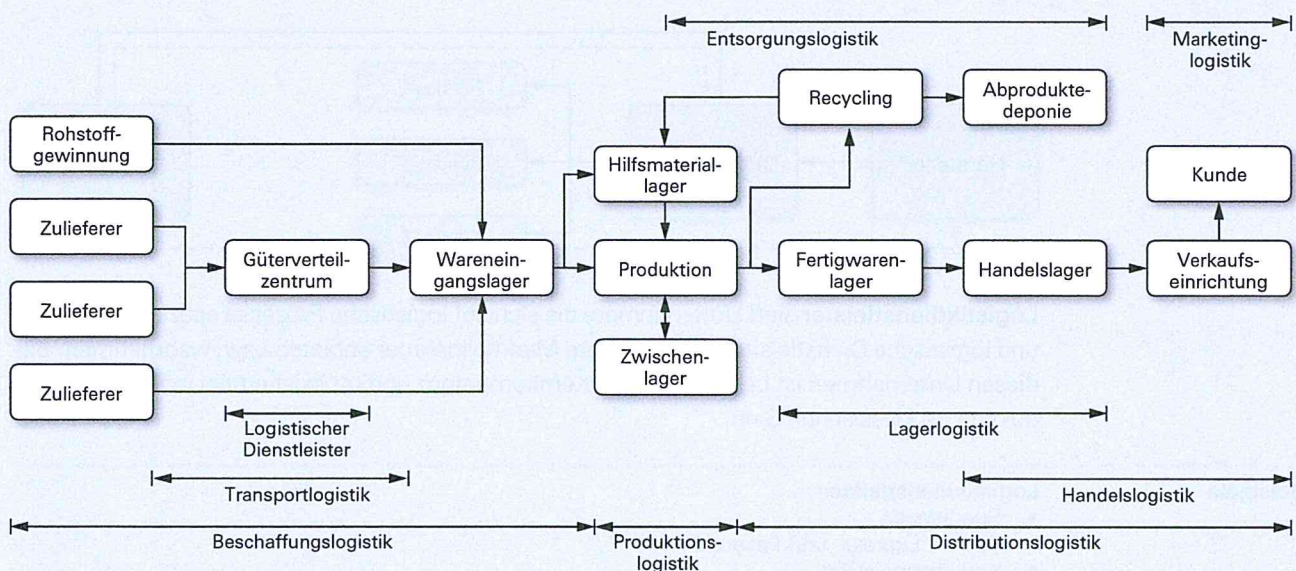 Entsorgungslogistik
Marketing-
logistik
Recycling
Abprodukte-
deponie
Rohstoff-
gewinnung
Hilfsmaterial-
lager
Kunde
Zulieferer
Zulieferer
Güterverteil-
zentrum
Warenein-
gangslager
Produktion
Fertigwaren-
lager
Handelslager
Verkaufs-
einrichtung
Zulieferer
Zwischen-
lager
Logistischer
Dienstleister
Lagerlogistik
Transportlogistik
Handelslogistik
Beschaffungslogistik
Produktions-
logistik
Distributionslogistik